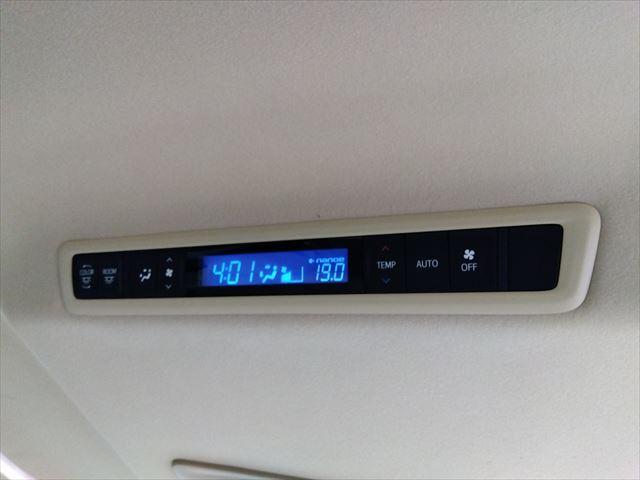 COLOR
ROOM
4:01
nanoe
19.0
TEMP
AUTO
OFF